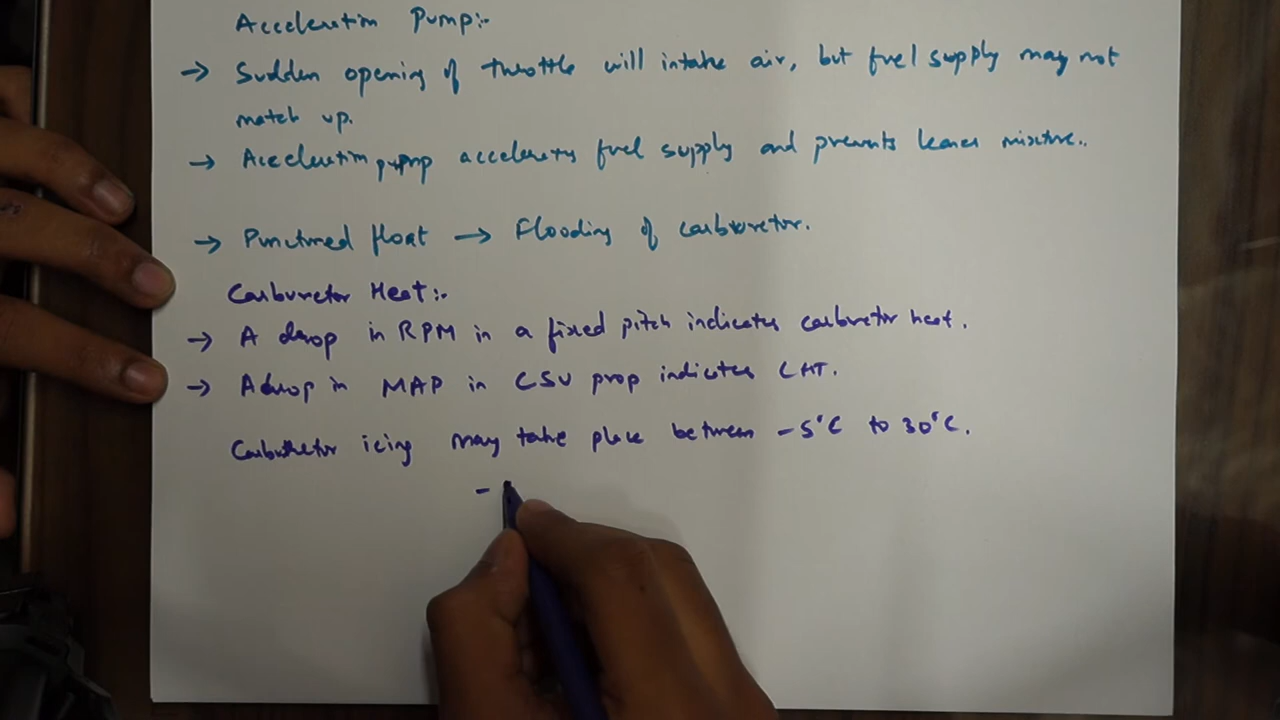 Acceleration Pump:-
→ Sudden opening of throttle will intake air, but fuel supply may not
match up.
→ Acceleration pump accelerates fuel supply and prevents leaner mixture..
→ Punctured float → Flooding of carburetor.
Carburetor Heat:-
→ A drop in RPM in a fixed pitch indicates carburetor heat.
→ A drop in MAP in CSU prop indicates CHT.
Carburetor icing may take place between -5°C to 30°C.
-